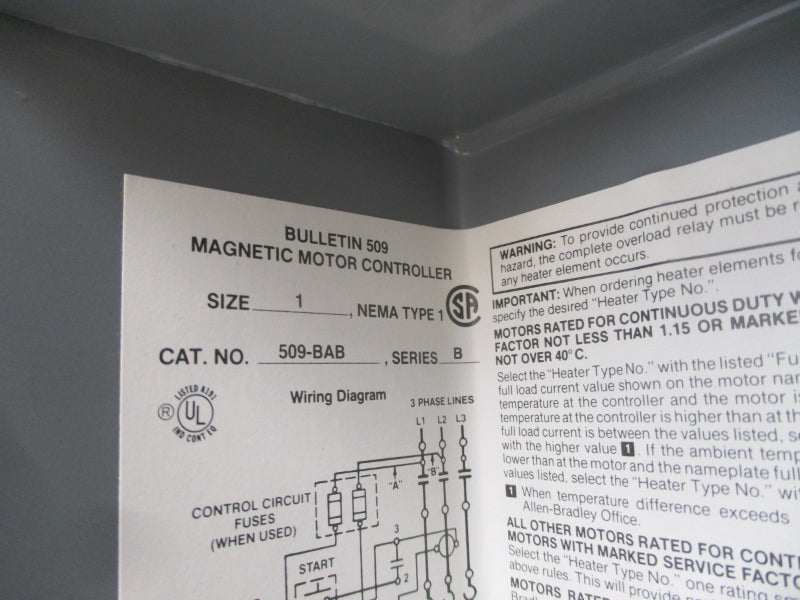 BULLETIN 509
MAGNETIC MOTOR CONTROLLER
SIZE 1, NEMA TYPE 1 SA
CAT. NO. 509-BAB, SERIES B
LISTED 4191
® UL
IND CONT EQ
Wiring Diagram
3 PHASE LINES
L1 L2 L3
"A" "B"
CONTROL CIRCUIT
FUSES
(WHEN USED)
3
START
2
WARNING: To provide continued protection
hazard, the complete overload relay must be
any heater element occurs.
IMPORTANT: When ordering heater elements
specify the desired "Heater Type No.".
MOTORS RATED FOR CONTINUOUS DUTY
FACTOR NOT LESS THAN 1.15 OR
NOT OVER 40°C.
Select the "Heater Type No." with the listed
full load current value shown on the motor
temperature at the controller and the motor
temperature at the controller is higher than at
full load current is between the values listed,
with the higher value 1. If the ambient
lower than at the motor and the nameplate full
values listed, select the "Heater Type No."
1 When temperature difference exceeds
Allen-Bradley Office.
ALL OTHER MOTORS RATED FOR
MOTORS WITH MARKED SERVICE
Select the "Heater Type No." one rating
above rules. This will provide
MOTORS